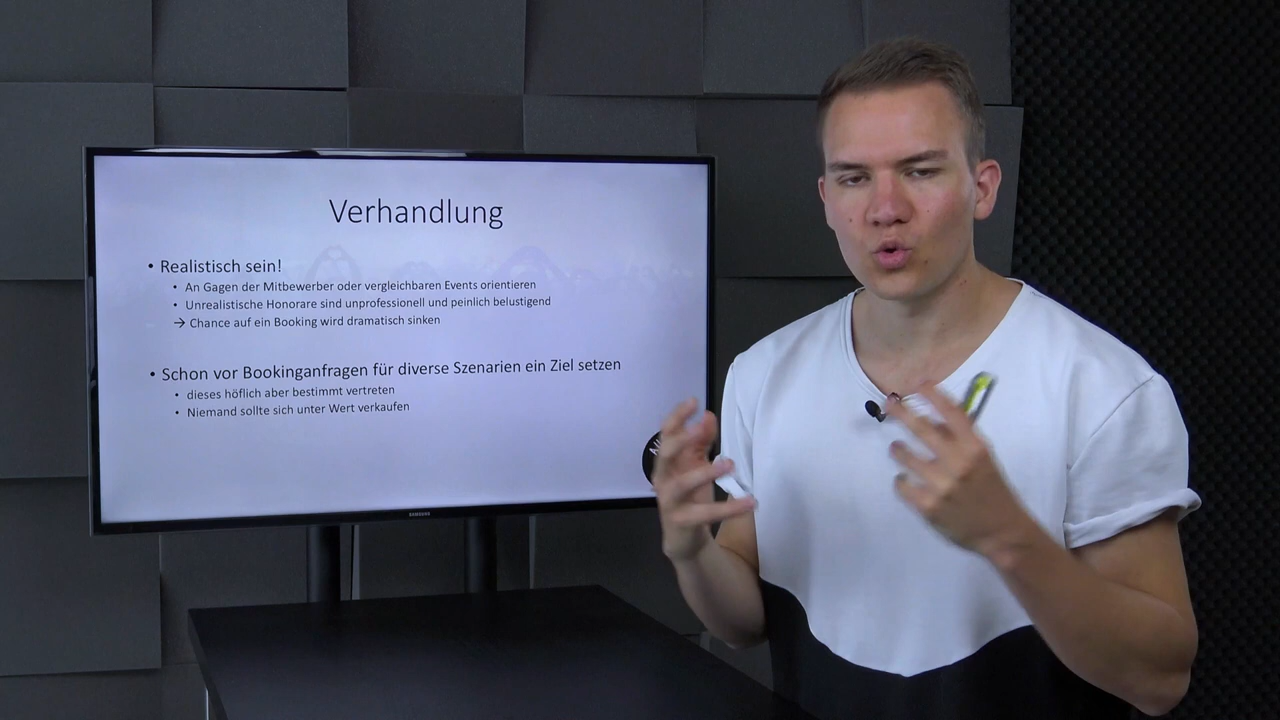 Verhandlung
• Realistisch sein!
• An Gagen der Mitbewerber oder vergleichbaren Events orientieren
• Unrealistische Honorare sind unprofessionell und peinlich belustigend
→ Chance auf ein Booking wird dramatisch sinken
• Schon vor Bookinganfragen für diverse Szenarien ein Ziel setzen
• dieses höflich aber bestimmt vertreten
• Niemand sollte sich unter Wert verkaufen
SAMSUNG